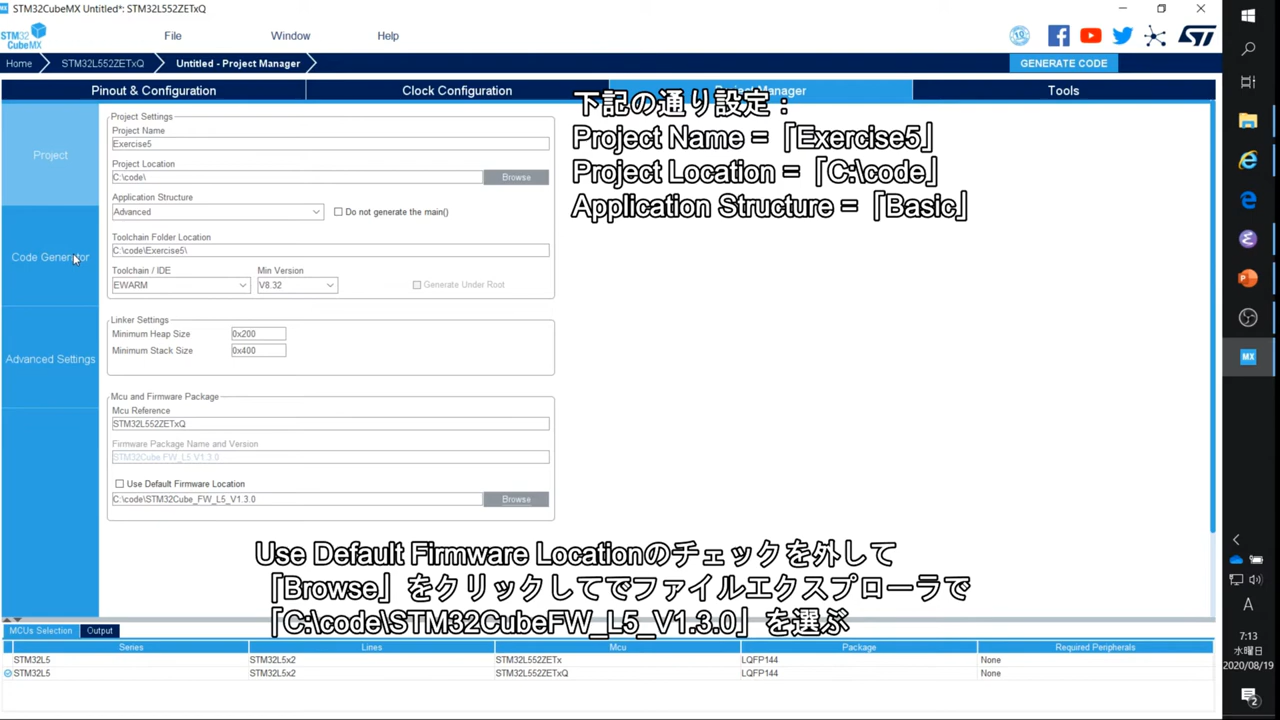 STM32CubeMX Untitled*: STM32L552ZETxQ
STM32
CubeMX
File
Window
Help
Home
STM32L552ZETxQ
Untitled - Project Manager
GENERATE CODE
Pinout & Configuration
Clock Configuration
Project Manager
Tools
下記の通り設定：
Project Name =「Exercise5」
Project Location =「C:\code」
Application Structure =「Basic」
Project
Code Generator
Advanced Settings
Project Settings
Project Name
Exercise5
Project Location
C:\code\
Browse
Application Structure
Advanced
Do not generate the main()
Toolchain Folder Location
C:\code\Exercise5\
Toolchain / IDE
Min Version
EWARM
V8.32
Generate Under Root
Linker Settings
Minimum Heap Size
0x200
Minimum Stack Size
0x400
Mcu and Firmware Package
Mcu Reference
STM32L552ZETxQ
Firmware Package Name and Version
STM32Cube FW_L5 V1.3.0
Use Default Firmware Location
C:\code\STM32Cube_FW_L5_V1.3.0
Browse
Use Default Firmware Locationのチェックを外して
「Browse」をクリックしてでファイルエクスプローラで
「C:\code\STM32CubeFW_L5_V1.3.0」を選ぶ
MCUs Selection
Output
Series
Lines
Mcu
Package
Required Peripherals
STM32L5
STM32L5x2
STM32L552ZETx
LQFP144
None
STM32L5
STM32L5x2
STM32L552ZETxQ
LQFP144
None
MX
A
7:13
水曜日
2020/08/19
2